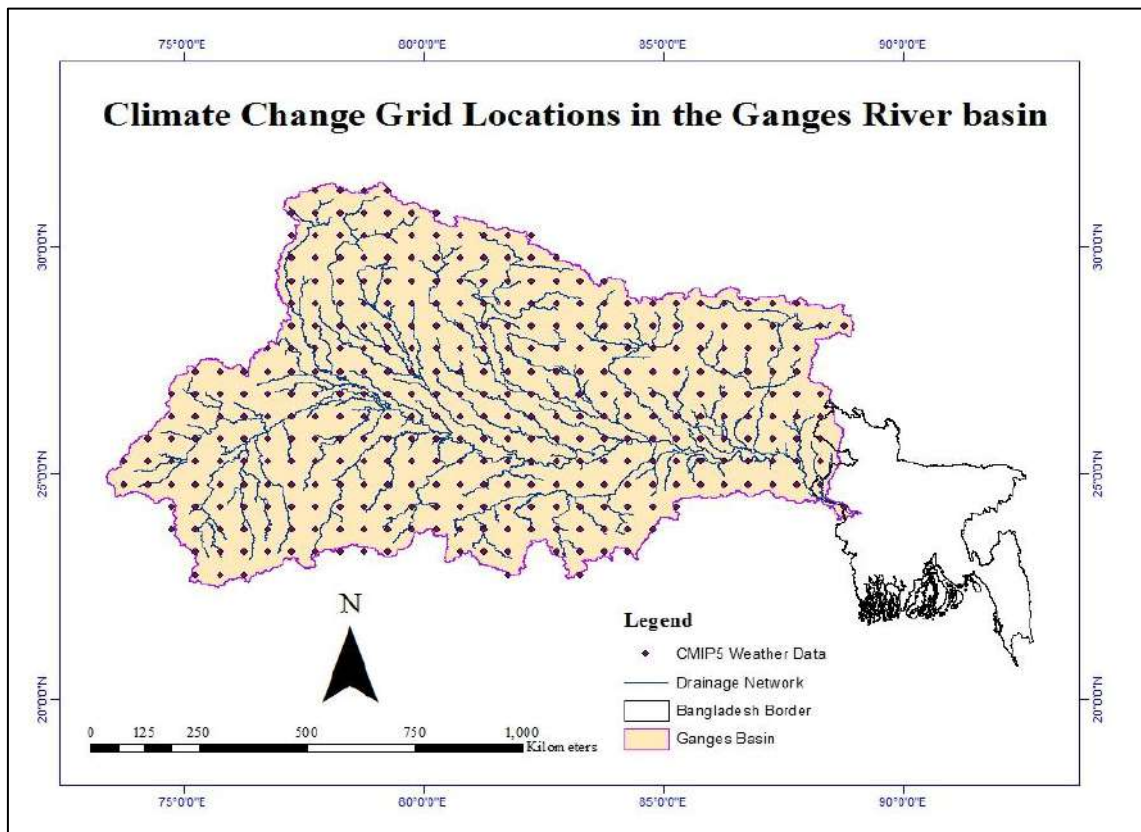 75°0'0"E 80°0'0"E 85°0'0"E 90°0'0"E
Climate Change Grid Locations in the Ganges River basin
30°0'0"N 30°0'0"N
25°0'0"N 25°0'0"N
N
Legend
CMIP5 Weather Data
Drainage Network
Bangladesh Border
Ganges Basin
20°0'0"N 20°0'0"N
0 125 250 500 750 1,000
Kilometers
75°0'0"E 80°0'0"E 85°0'0"E 90°0'0"E